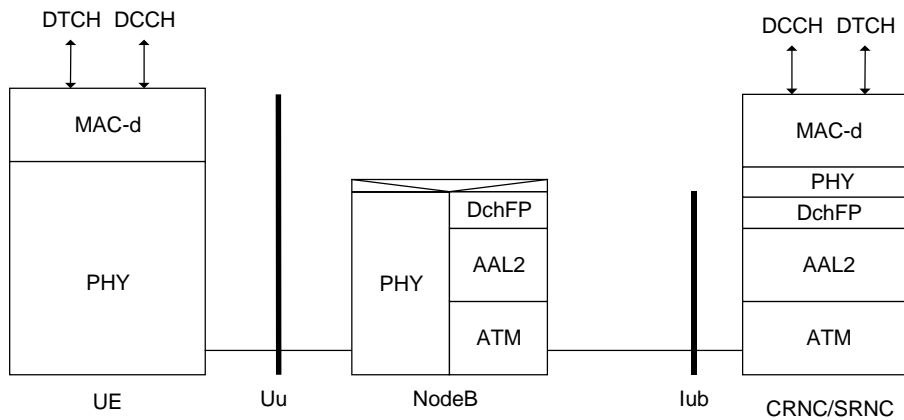 DTCH DCCH
DCCH DTCH
MAC-d
MAC-d
PHY
DchFP
DchFP
PHY
PHY
AAL2
AAL2
ATM
ATM
UE
Uu
NodeB
Iub
CRNC/SRNC